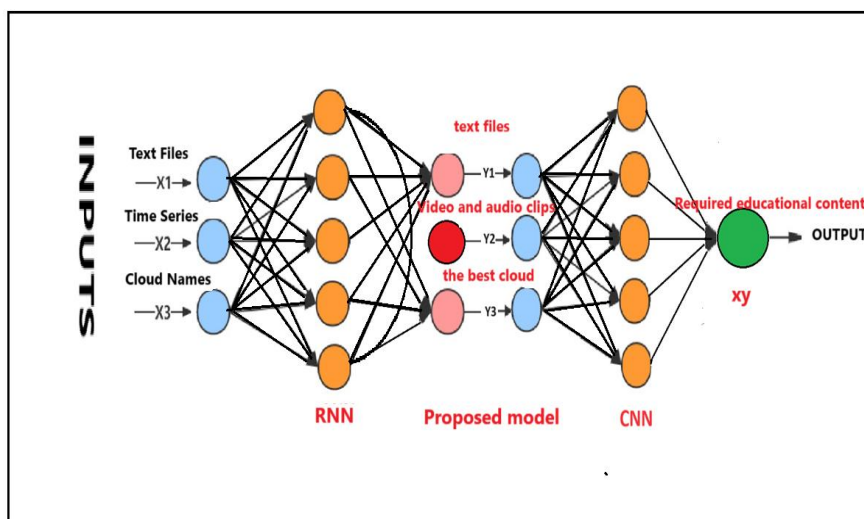 INPUTS
Text Files
X1
Time Series
X2
Cloud Names
X3
RNN
text files
Y1
Video and audio clips
Y2
the best cloud
Y3
Proposed model
CNN
Required educational content
OUTPUT
xy